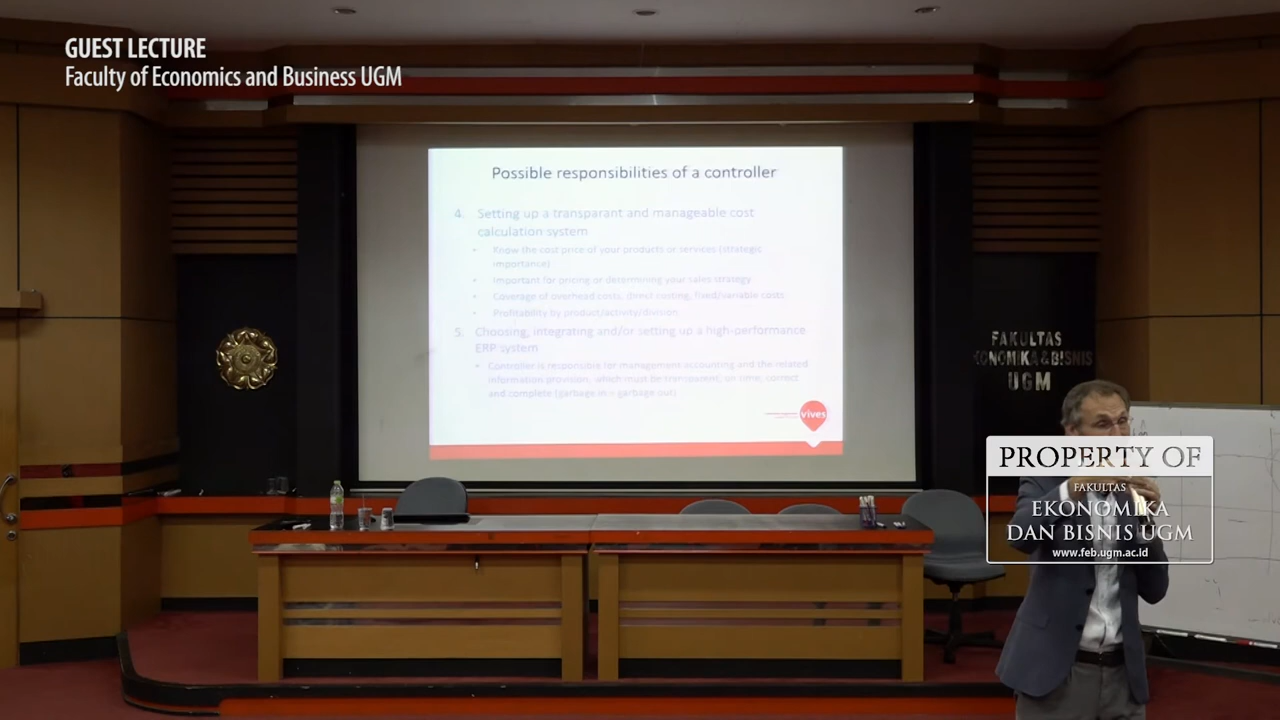 GUEST LECTURE
Faculty of Economics and Business UGM
Possible responsibilities of a controller
4. Setting up a transparant and manageable cost
calculation system
• Know the cost price of your products or services (strategic
importance)
• Important for pricing or determining your sales strategy
• Coverage of overhead costs, direct costing, fixed/variable costs
• Profitability by product/activity/division
5. Choosing, integrating and/or setting up a high-performance
ERP system
• Controller is responsible for management accounting and the related
information provision, which must be transparent, on time, correct
and complete (garbage in = garbage out)
vives
FAKULTAS
EKONOMIKA & BISNIS
UGM
PROPERTY OF
FAKULTAS
EKONOMIKA
DAN BISNIS UGM
www.feb.ugm.ac.id